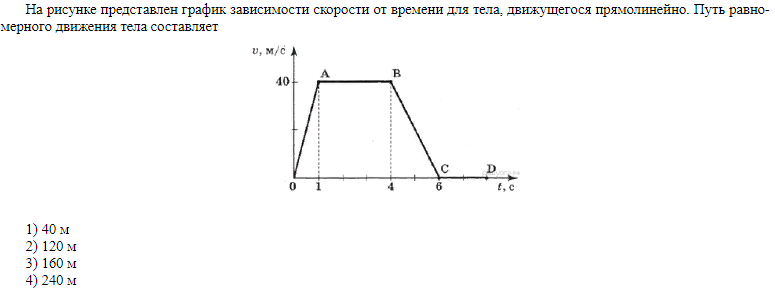 На рисунке представлен график зависимости скорости от времени для тела, движущегося прямолинейно. Путь равно-
мерного движения тела составляет
υ, м/с
A
B
40
C
D
0
1
4
6
t, с
1) 40 м
2) 120 м
3) 160 м
4) 240 м